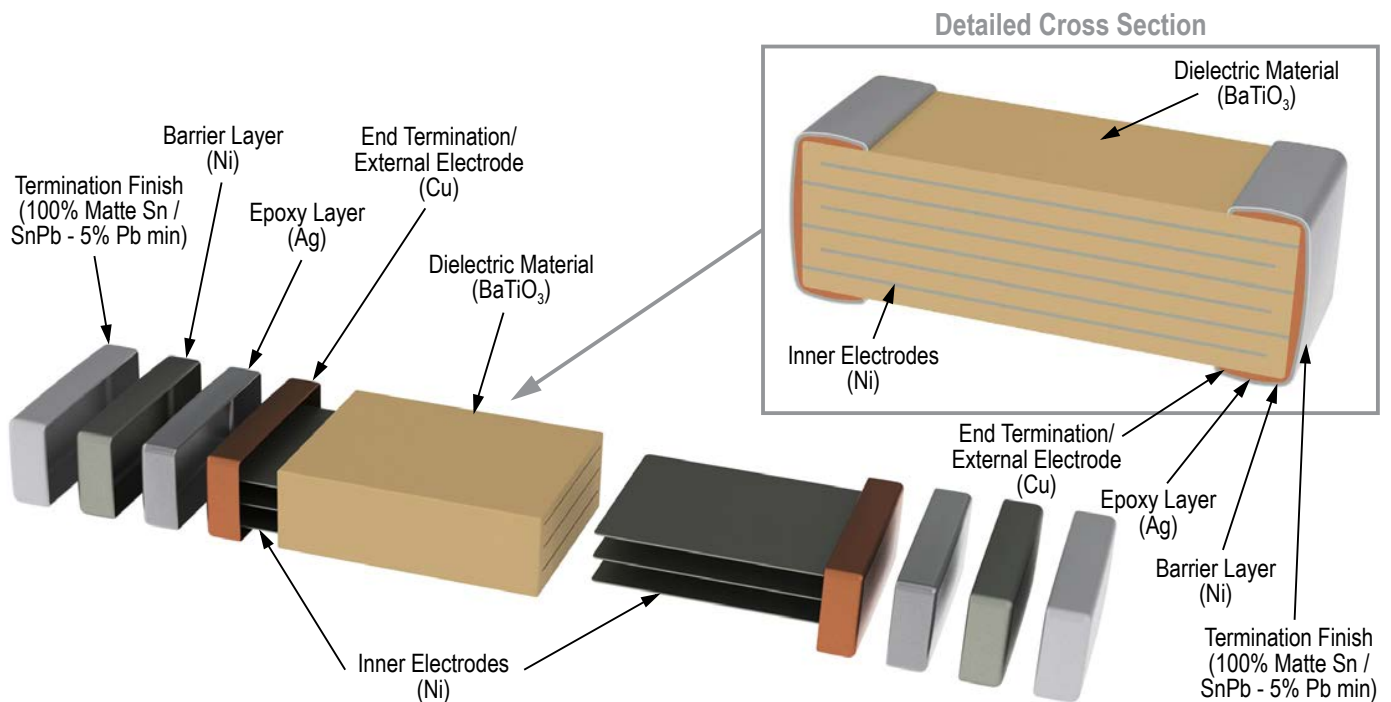 Detailed Cross Section
Dielectric Material
(BaTiO₃)
Inner Electrodes
(Ni)
End Termination/
External Electrode
(Cu)
Epoxy Layer
(Ag)
Barrier Layer
(Ni)
Termination Finish
(100% Matte Sn /
SnPb - 5% Pb min)
Termination Finish
(100% Matte Sn /
SnPb - 5% Pb min)
Barrier Layer
(Ni)
Epoxy Layer
(Ag)
End Termination/
External Electrode
(Cu)
Dielectric Material
(BaTiO₃)
Inner Electrodes
(Ni)